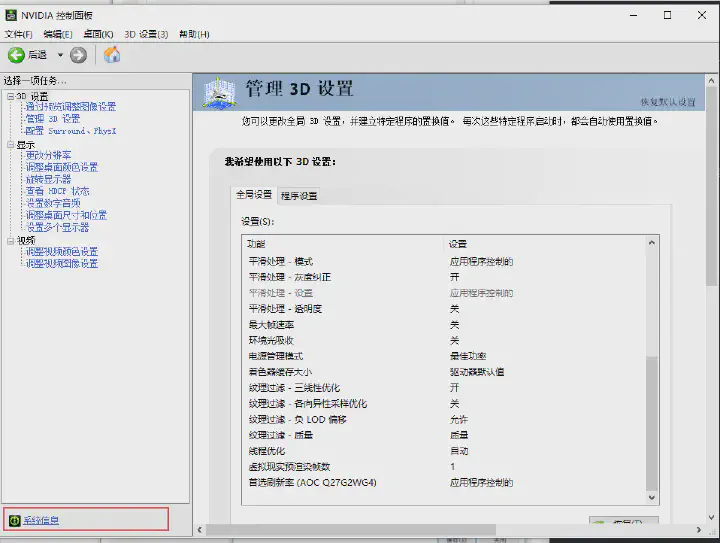 NVIDIA 控制面板
文件(F) 编辑(E) 桌面(K) 3D 设置(3) 帮助(H)
后退
选择一项任务...
3D 设置
通过预览调整图像设置
管理 3D 设置
配置 Surround、PhysX
显示
更改分辨率
调整桌面颜色设置
旋转显示器
查看 HDCP 状态
设置数字音频
调整桌面尺寸和位置
设置多个显示器
视频
调整视频颜色设置
调整视频图像设置
系统信息
管理 3D 设置
恢复默认设置
您可以更改全局 3D 设置，并建立特定程序的置换值。每次这些特定程序启动时，都会自动使用置换值。
我希望使用以下 3D 设置：
全局设置 程序设置
设置(S)：
功能 设置
平滑处理 - 模式 应用程序控制的
平滑处理 - 灰度纠正 开
平滑处理 - 设置 应用程序控制的
平滑处理 - 透明度 关
最大帧速率 关
环境光吸收 关
电源管理模式 最佳功率
着色器缓存大小 驱动器默认值
纹理过滤 - 三线性优化 开
纹理过滤 - 各向异性采样优化 关
纹理过滤 - 负 LOD 偏移 允许
纹理过滤 - 质量 质量
线程优化 自动
虚拟现实预渲染帧数 1
首选刷新率 (AOC Q27G2WG4) 应用程序控制的